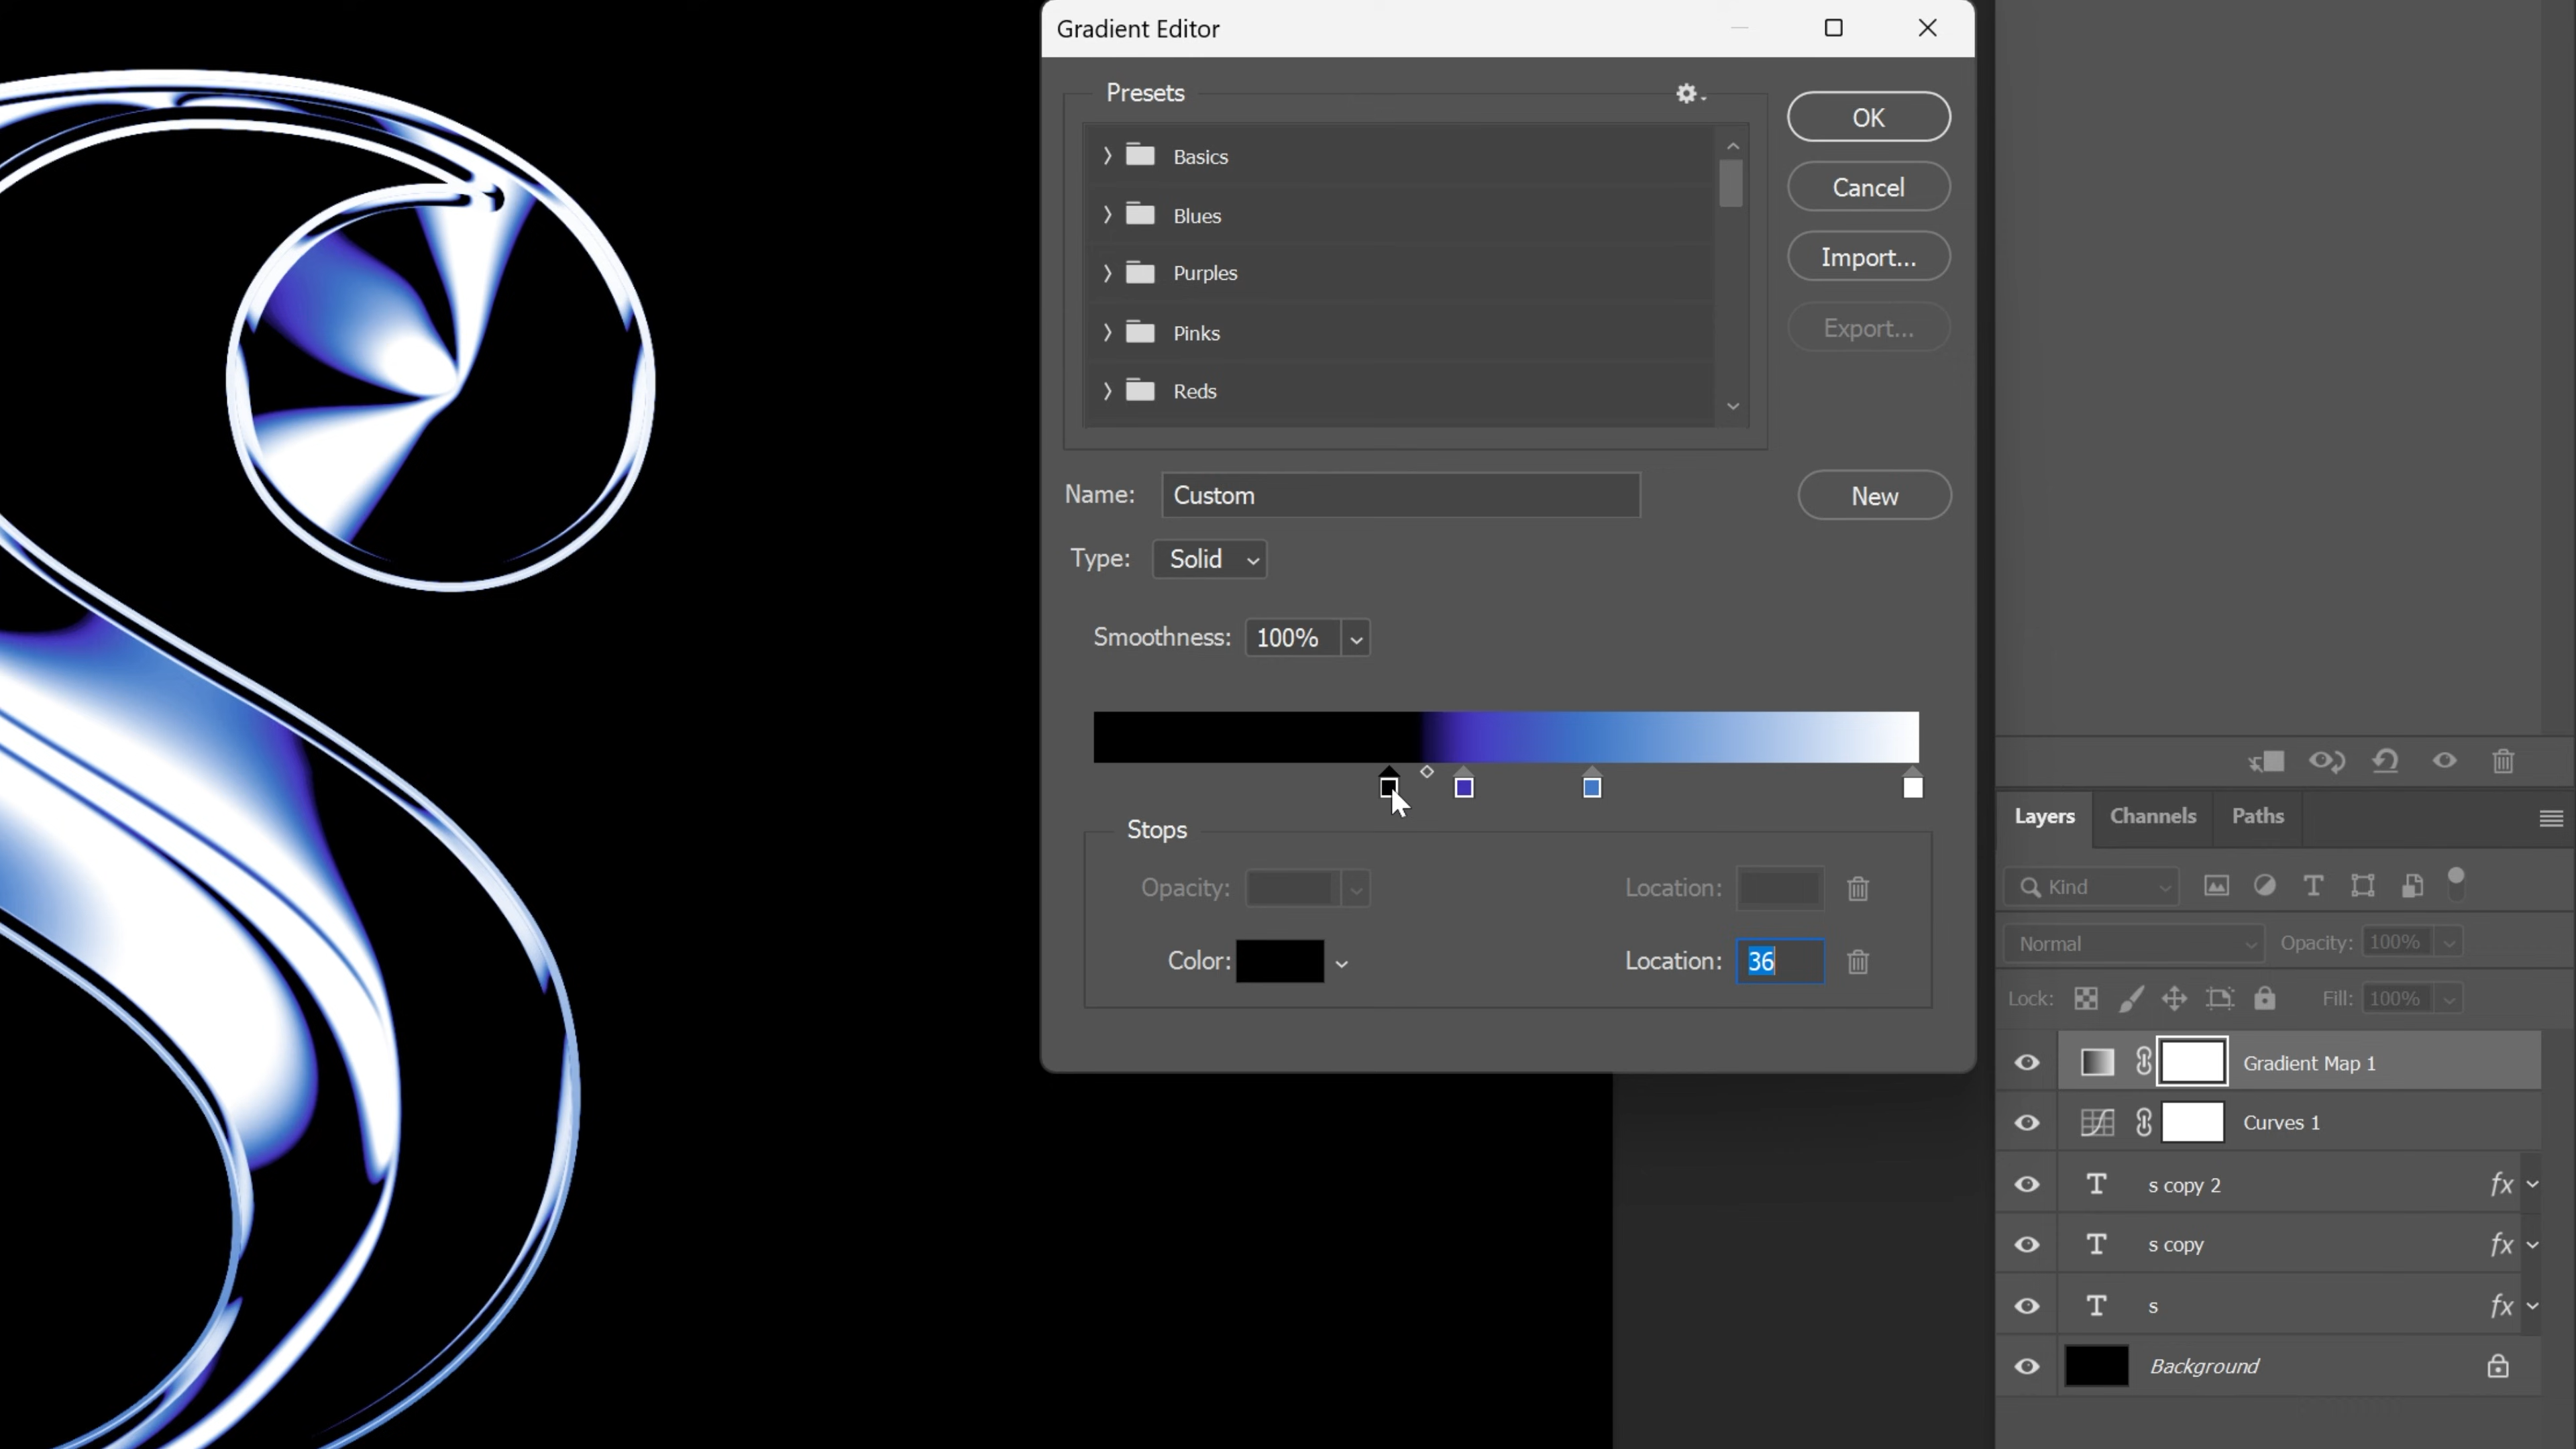 Gradient Editor
Presets
Basics
Blues
Purples
Pinks
Reds
OK
Cancel
Import...
Export...
Name: Custom
New
Type: Solid
Smoothness: 100%
Stops
Opacity:
Location:
Color:
Location: 36
Layers Channels Paths
Kind
Normal Opacity: 100%
Lock: Fill: 100%
Gradient Map 1
Curves 1
T s copy 2 fx
T s copy fx
T s fx
Background